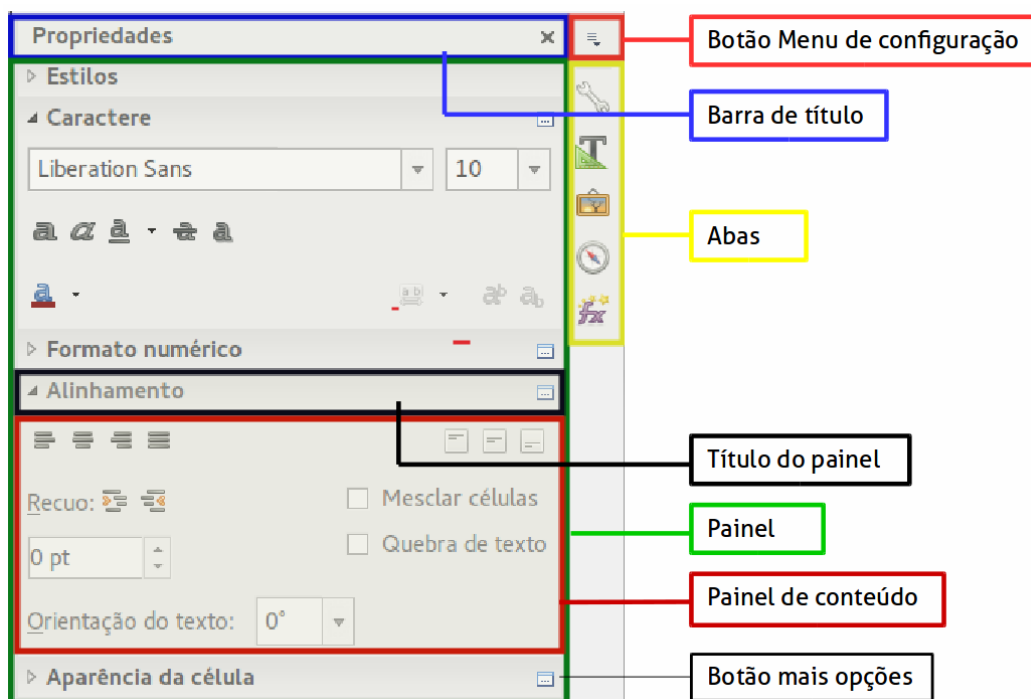 Propriedades
Botão Menu de configuração
Estilos
Caractere
Barra de título
Liberation Sans
10
Abas
Formato numérico
Alinhamento
Título do painel
Recuo:
Mesclar células
0 pt
Quebra de texto
Painel
Painel de conteúdo
Orientação do texto:
0°
Aparência da célula
Botão mais opções